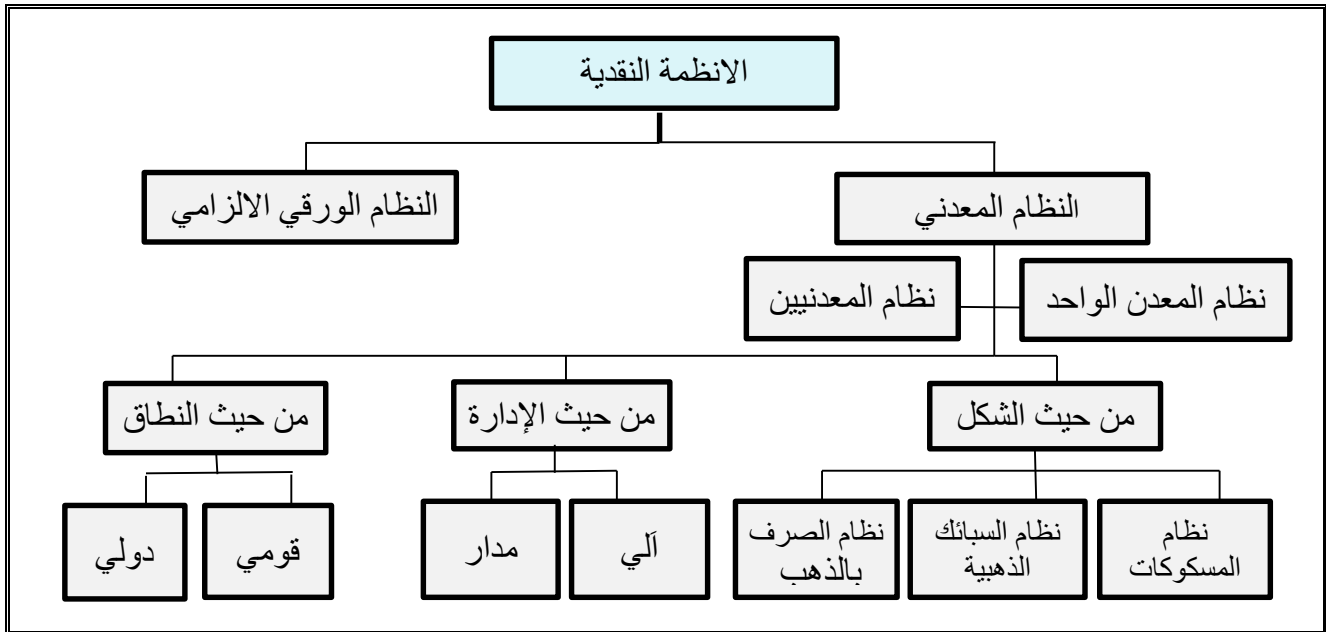 الانظمة النقدية
النظام المعدني
النظام الورقي الالزامي
نظام المعدن الواحد
نظام المعدنيين
من حيث الشكل
من حيث الإدارة
من حيث النطاق
نظام
المسكوكات
نظام السبائك
الذهبية
نظام الصرف
بالذهب
آلي
مدار
قومي
دولي